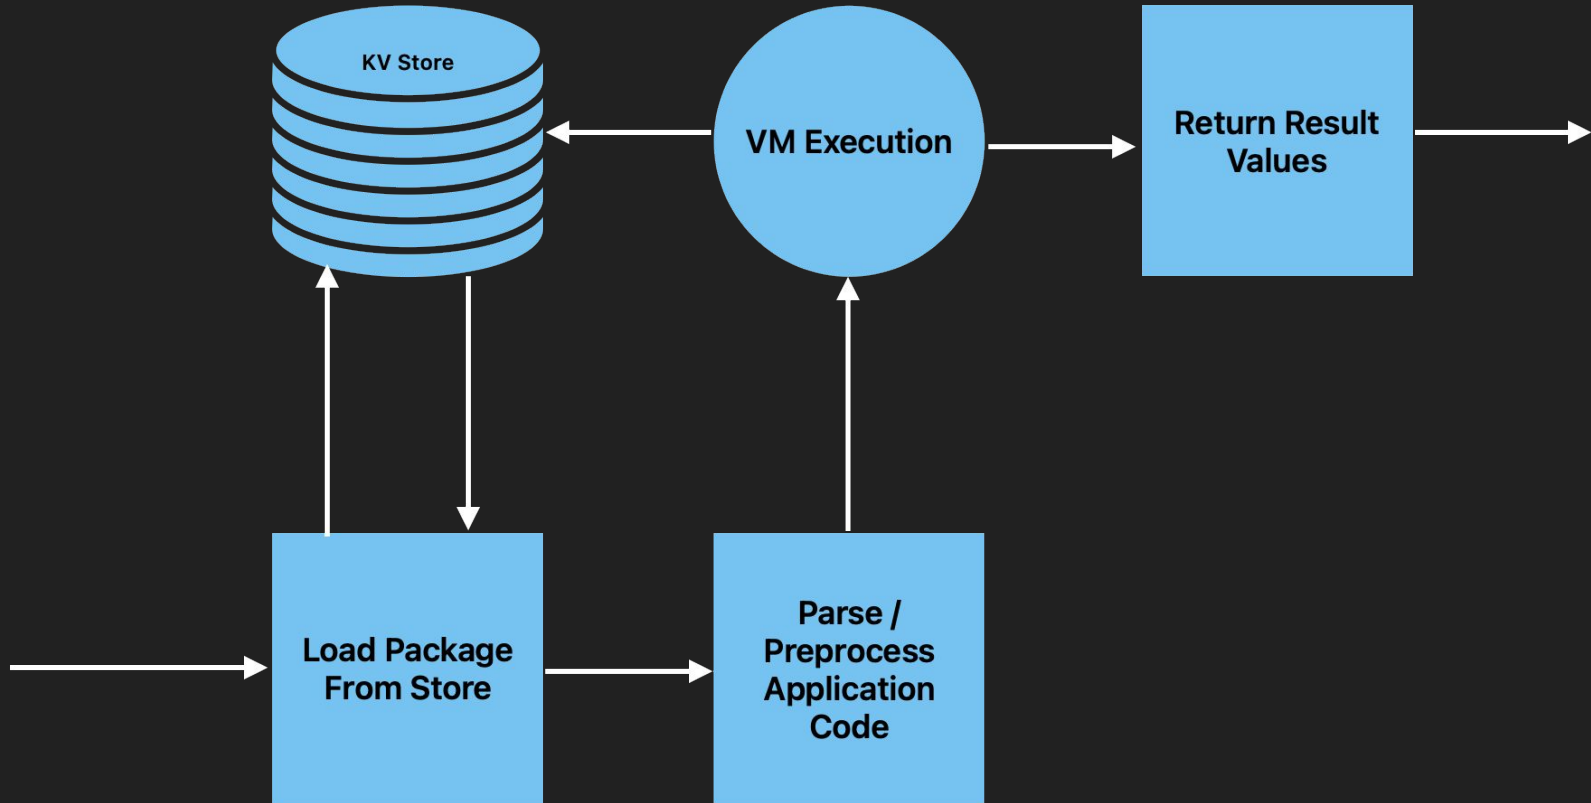 KV Store
VM Execution
Return Result
Values
Load Package
From Store
Parse /
Preprocess
Application
Code